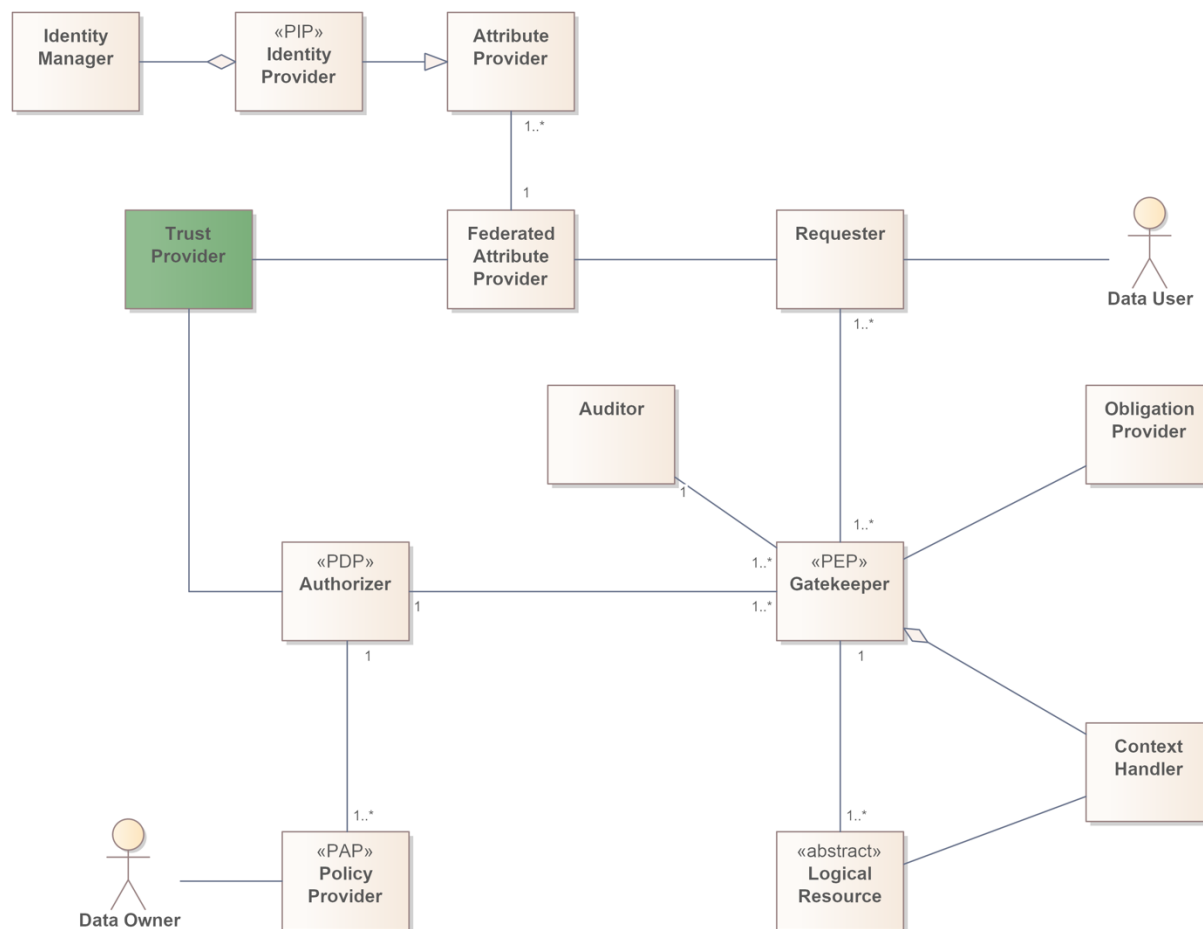 Identity
Manager
«PIP»
Identity
Provider
Attribute
Provider
1..*
1
Trust
Provider
Federated
Attribute
Provider
Requester
Data User
1..*
Auditor
Obligation
Provider
1
1..*
1..*
«PDP»
Authorizer
«PEP»
Gatekeeper
1
1..*
1
1
Context
Handler
1..*
1..*
«PAP»
Policy
Provider
«abstract»
Logical
Resource
Data Owner